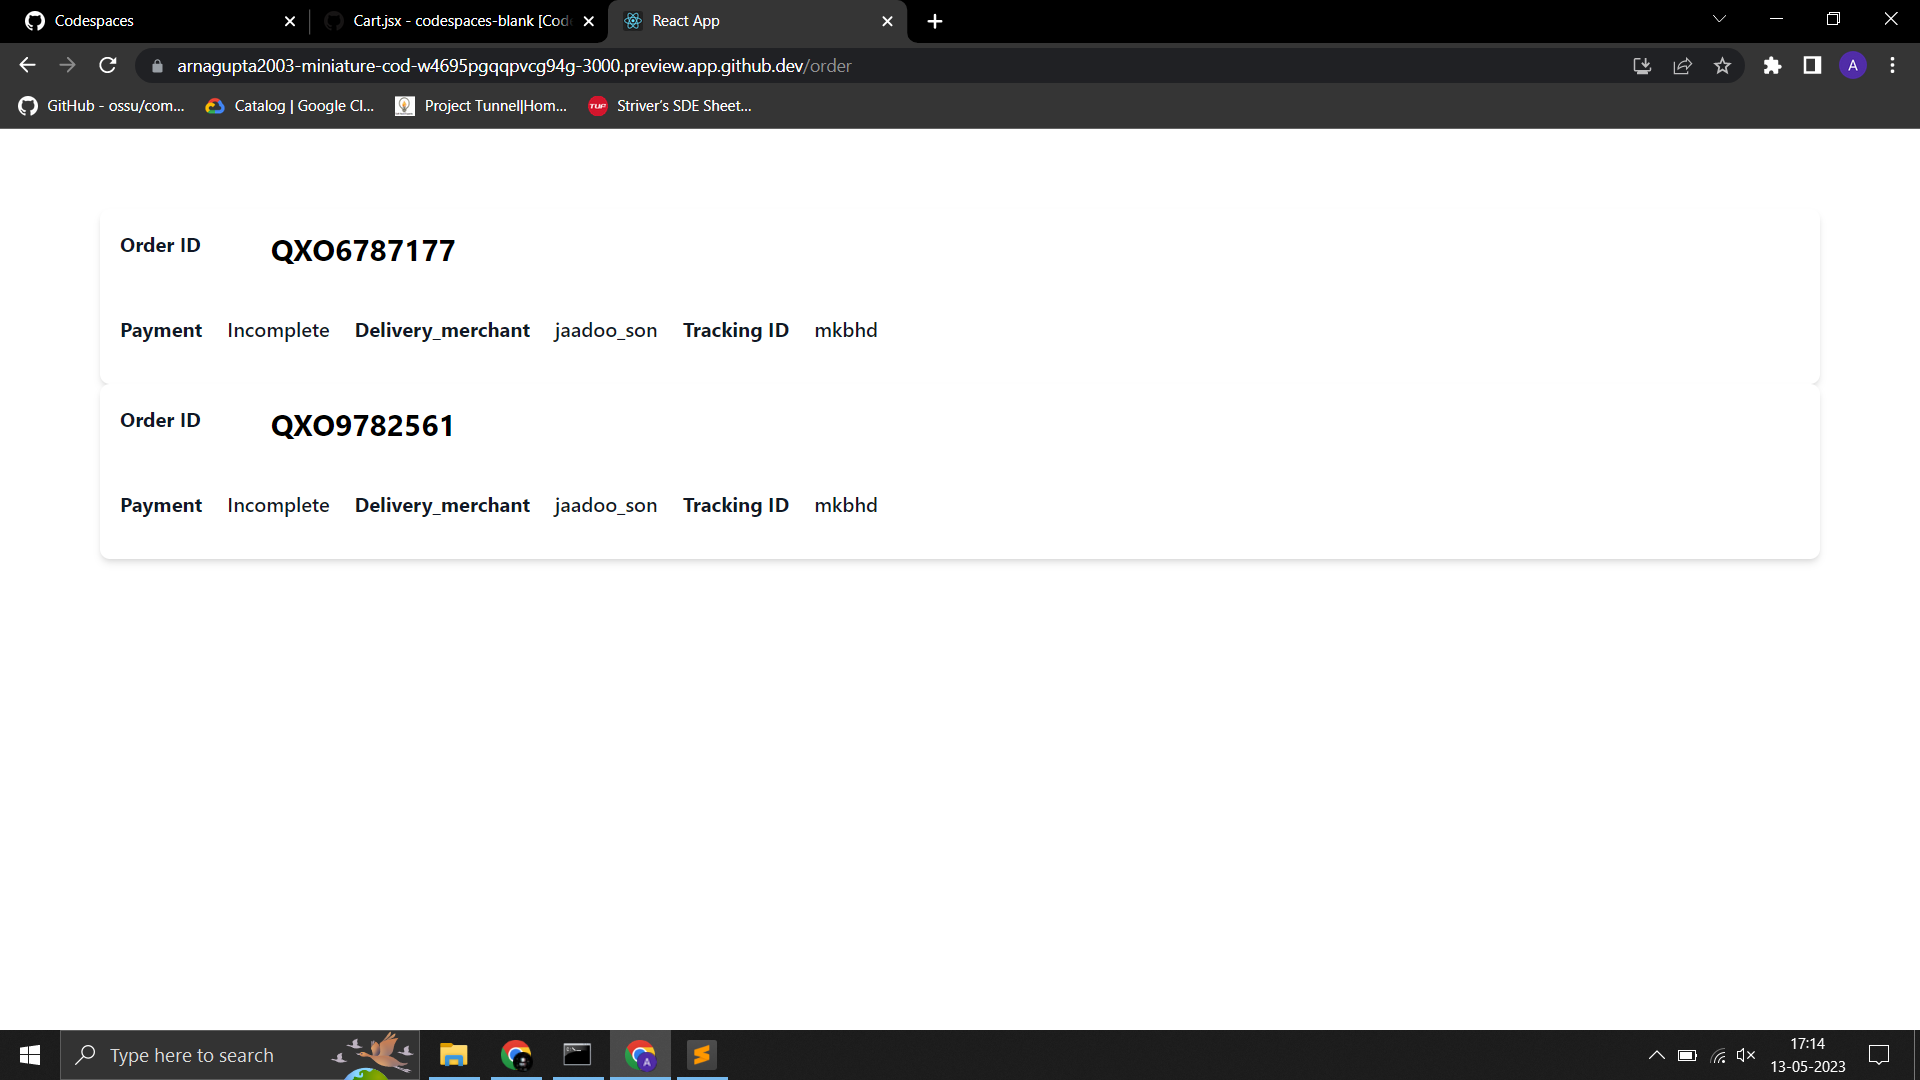 Codespaces
Cart.jsx - codespaces-blank [Cod
React App
arnagupta2003-miniature-cod-w4695pgqqpvcg94g-3000.preview.app.github.dev/order
A
GitHub - ossu/com...
Catalog | Google Cl...
Project Tunnel|Hom...
TUF
Striver's SDE Sheet...
Order ID QXO6787177
Payment Incomplete Delivery_merchant jaadoo_son Tracking ID mkbhd
Order ID QXO9782561
Payment Incomplete Delivery_merchant jaadoo_son Tracking ID mkbhd
Type here to search
A
17:14
13-05-2023